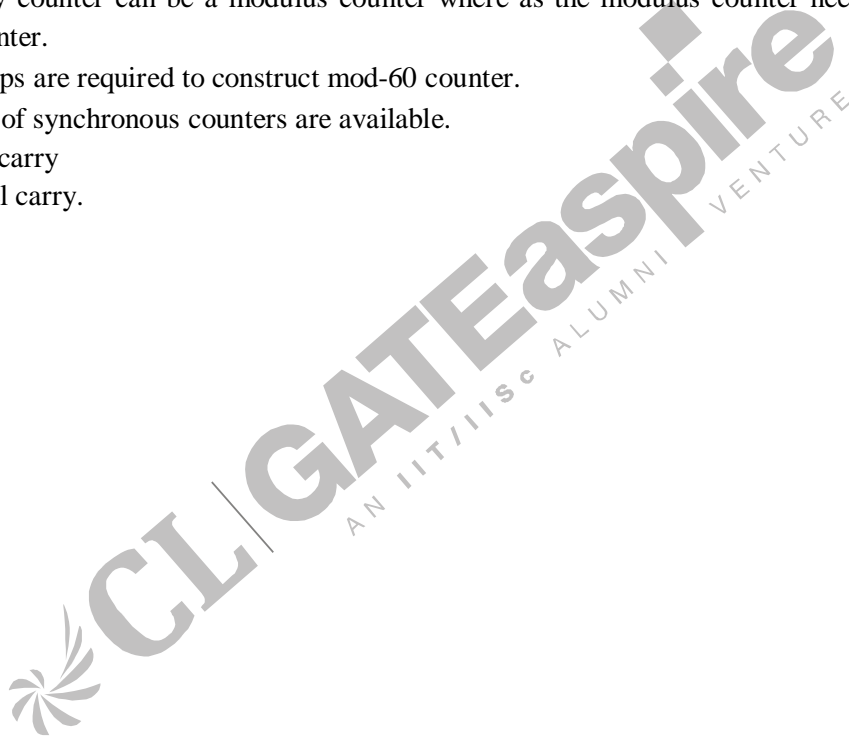 y counter can be a modulus counter where as the modulus counter nee
nter.
ps are required to construct mod-60 counter.
of synchronous counters are available.
carry
l carry.
CL GATEaspire
AN IIT/IISc ALUMNI VENTURE